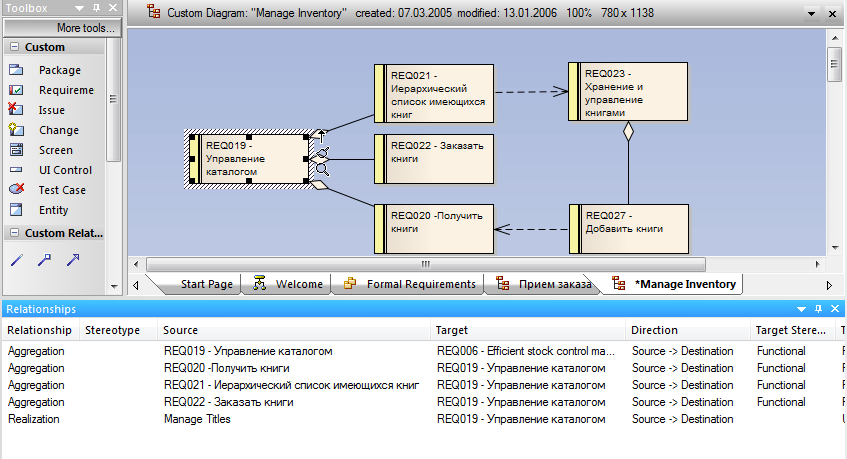 Toolbox
More tools...
Custom
Package
Requireme
Issue
Change
Screen
UI Control
Test Case
Entity
Custom Relat...
Custom Diagram: "Manage Inventory" created: 07.03.2005 modified: 13.01.2006 100% 780 x 1138
REQ021 -
Иерархический
список имеющихся
книг
REQ023 -
Хранение и
управление
книгами
REQ019 -
Управление
каталогом
REQ022 - Заказать
книги
REQ020 -Получить
книги
REQ027 -
Добавить книги
Start Page Welcome Formal Requirements Прием заказа *Manage Inventory
Relationships
Relationship Stereotype Source Target Direction Target Stere... T
Aggregation REQ019 - Управление каталогом REQ006 - Efficient stock control ma... Source -> Destination Functional
Aggregation REQ020 -Получить книги REQ019 - Управление каталогом Source -> Destination Functional
Aggregation REQ021 - Иерархический список имеющихся книг REQ019 - Управление каталогом Source -> Destination Functional
Aggregation REQ022 - Заказать книги REQ019 - Управление каталогом Source -> Destination Functional
Realization Manage Titles REQ019 - Управление каталогом Source -> Destination